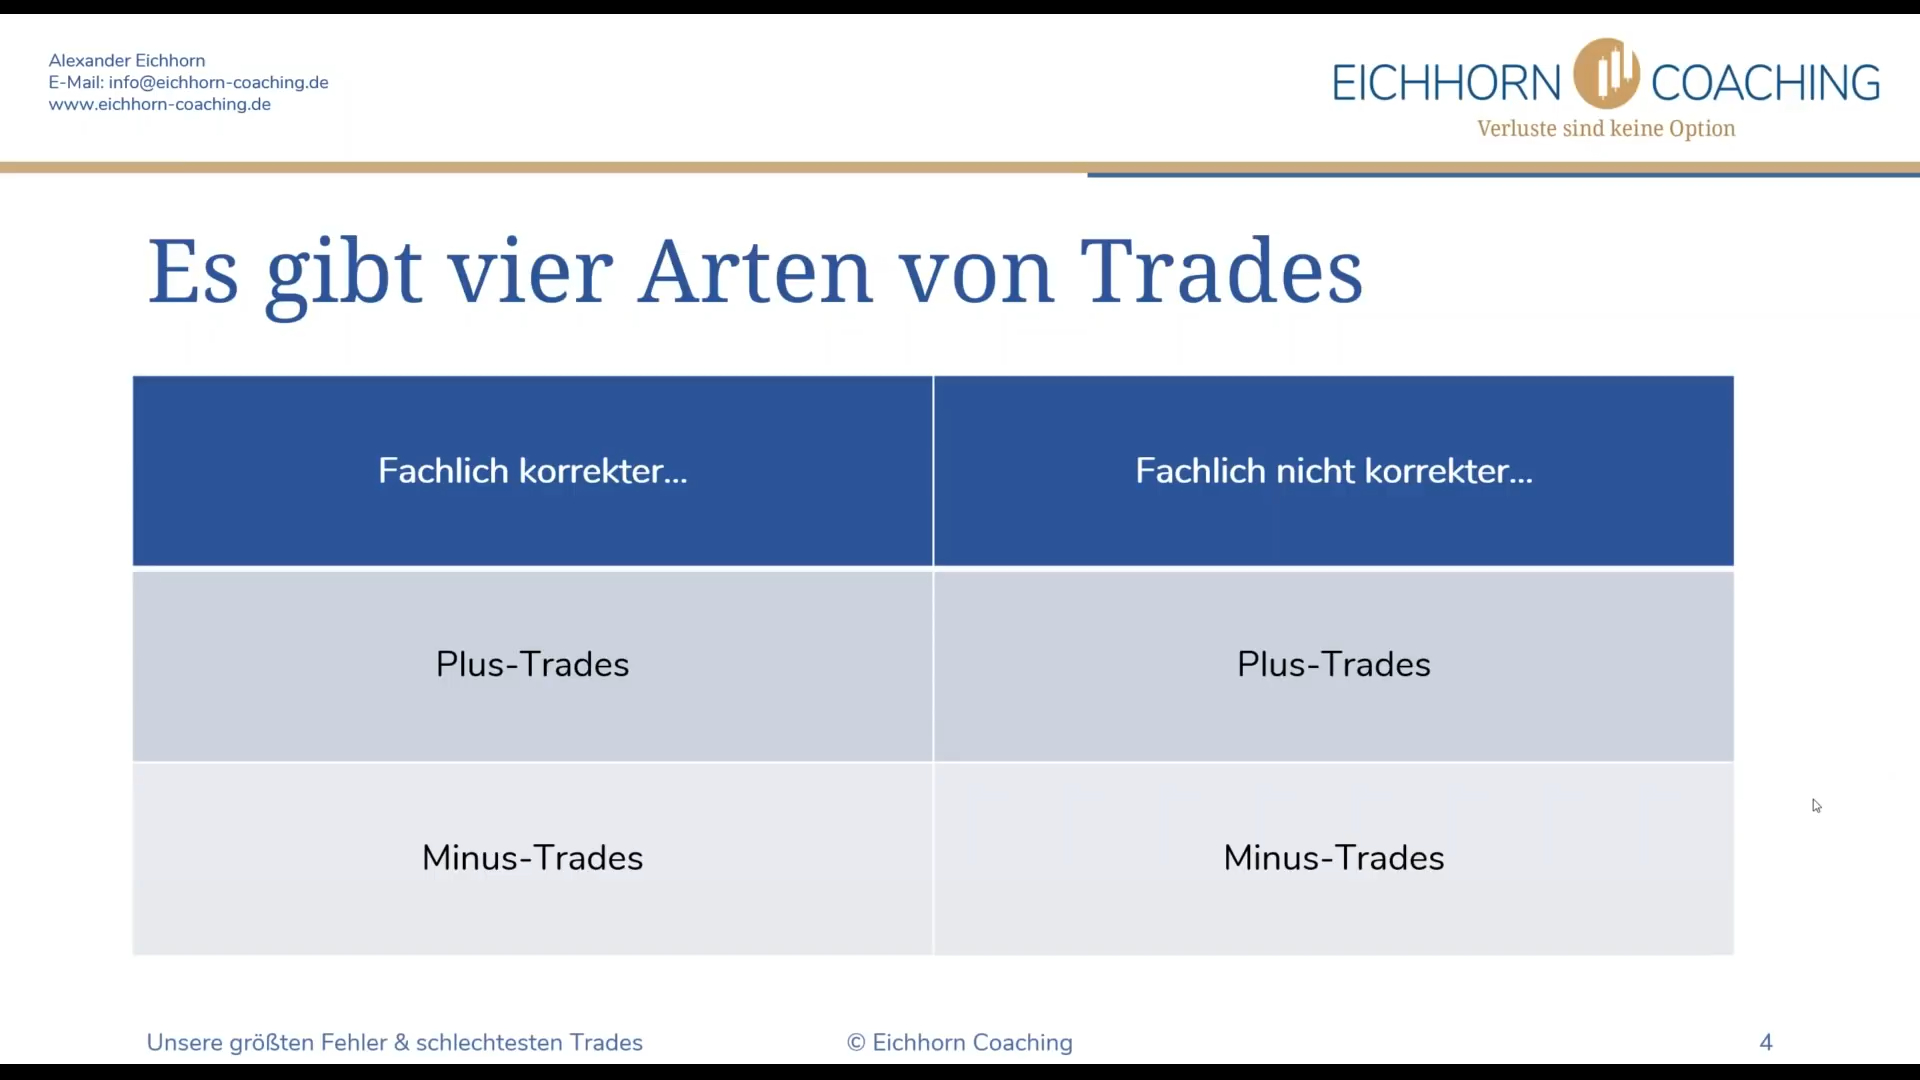 Alexander Eichhorn
E-Mail: info@eichhorn-coaching.de
www.eichhorn-coaching.de
EICHHORN COACHING
Verluste sind keine Option
Es gibt vier Arten von Trades
Fachlich korrekter...
Fachlich nicht korrekter...
Plus-Trades
Plus-Trades
Minus-Trades
Minus-Trades
Unsere größten Fehler & schlechtesten Trades
© Eichhorn Coaching
4